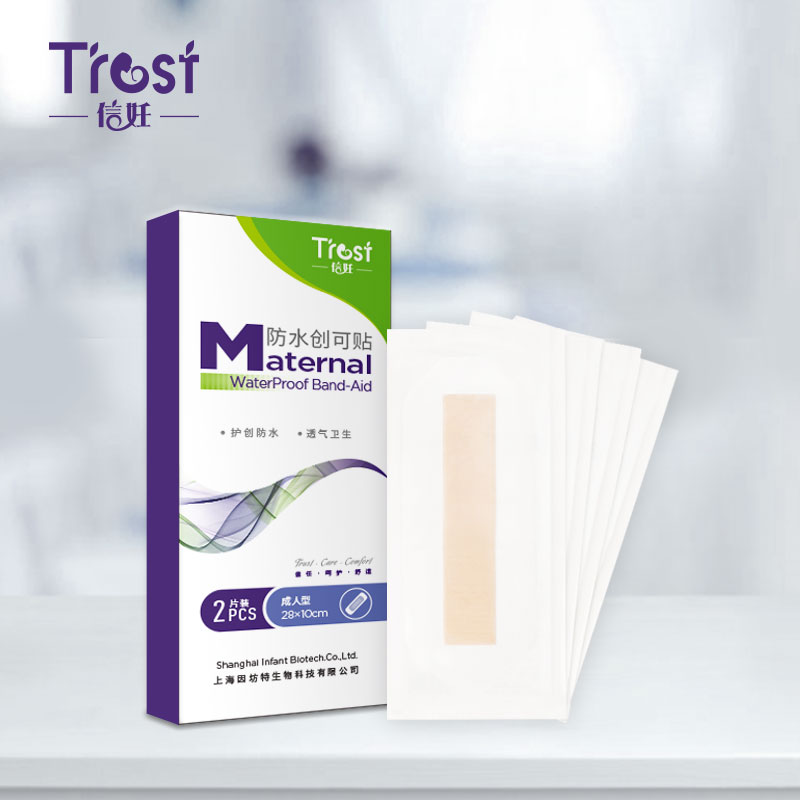 Trost
信妊
Trost
信妊
防水创可贴
Maternal
WaterProof Band-Aid
• 护创防水 • 透气卫生
Trust · Care · Comfort
信任 · 呵护 · 舒适
2片装
PCS
成人型
28×10cm
Shanghai Infant Biotech.Co.,Ltd.
上海因坊特生物科技有限公司